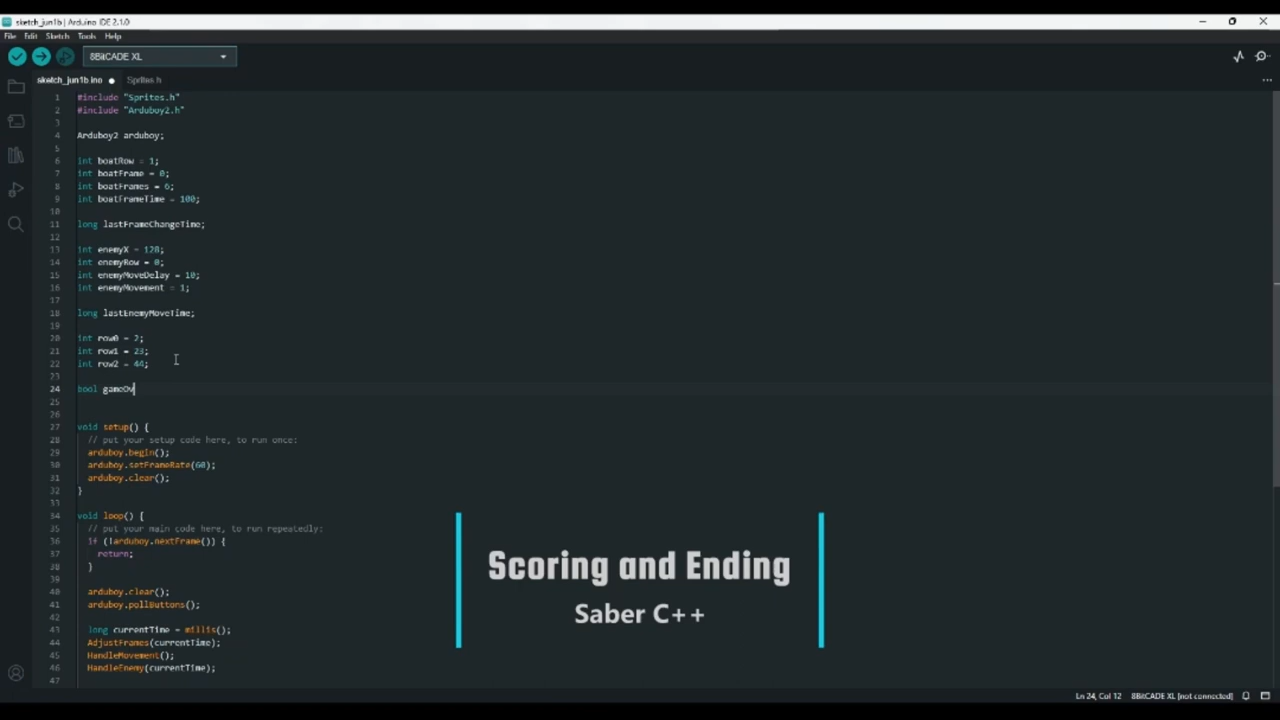 sketch_jun1b | Arduino IDE 2.1.0
File Edit Sketch Tools Help
8BitCADE XL
sketch_jun1b.ino Sprites.h
1 #include "Sprites.h"
2 #include "Arduboy2.h"
3
4 Arduboy2 arduboy;
5
6 int boatRow = 1;
7 int boatFrame = 0;
8 int boatFrames = 6;
9 int boatFrameTime = 100;
10
11 long lastFrameChangeTime;
12
13 int enemyX = 128;
14 int enemyRow = 0;
15 int enemyMoveDelay = 10;
16 int enemyMovement = 1;
17
18 long lastEnemyMoveTime;
19
20 int row0 = 2;
21 int row1 = 23;
22 int row2 = 44;
23
24 bool gameOv
25
26
27 void setup() {
28 // put your setup code here, to run once:
29 arduboy.begin();
30 arduboy.setFrameRate(60);
31 arduboy.clear();
32 }
33
34 void loop() {
35 // put your main code here, to run repeatedly:
36 if (!arduboy.nextFrame()) {
37 return;
38 }
39
40 arduboy.clear();
41 arduboy.pollButtons();
42
43 long currentTime = millis();
44 AdjustFrames(currentTime);
45 HandleMovement();
46 HandleEnemy(currentTime);
47
Scoring and Ending
Saber C++
Ln 24, Col 12 8BitCADE XL [not connected]